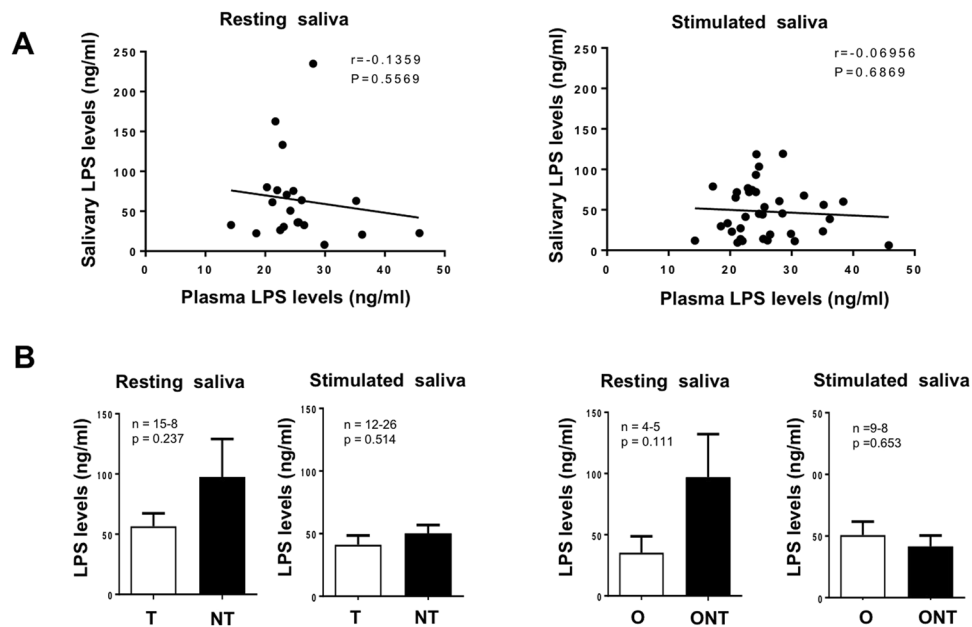 A
Resting saliva
r=-0.1359
P=0.5569
Salivary LPS levels (ng/ml)
250
200
150
100
50
0
0 10 20 30 40 50
Plasma LPS levels (ng/ml)
Stimulated saliva
r=-0.06956
P=0.6869
Salivary LPS levels (ng/ml)
250
200
150
100
50
0
0 10 20 30 40 50
Plasma LPS levels (ng/ml)
B
Resting saliva
n = 15-8
p = 0.237
LPS levels (ng/ml)
150
100
50
0
T NT
Stimulated saliva
n = 12-26
p = 0.514
LPS levels (ng/ml)
150
100
50
0
T NT
Resting saliva
n = 4-5
p = 0.111
LPS levels (ng/ml)
150
100
50
0
O ONT
Stimulated saliva
n =9-8
p =0.653
LPS levels (ng/ml)
50
00
50
0
O ONT